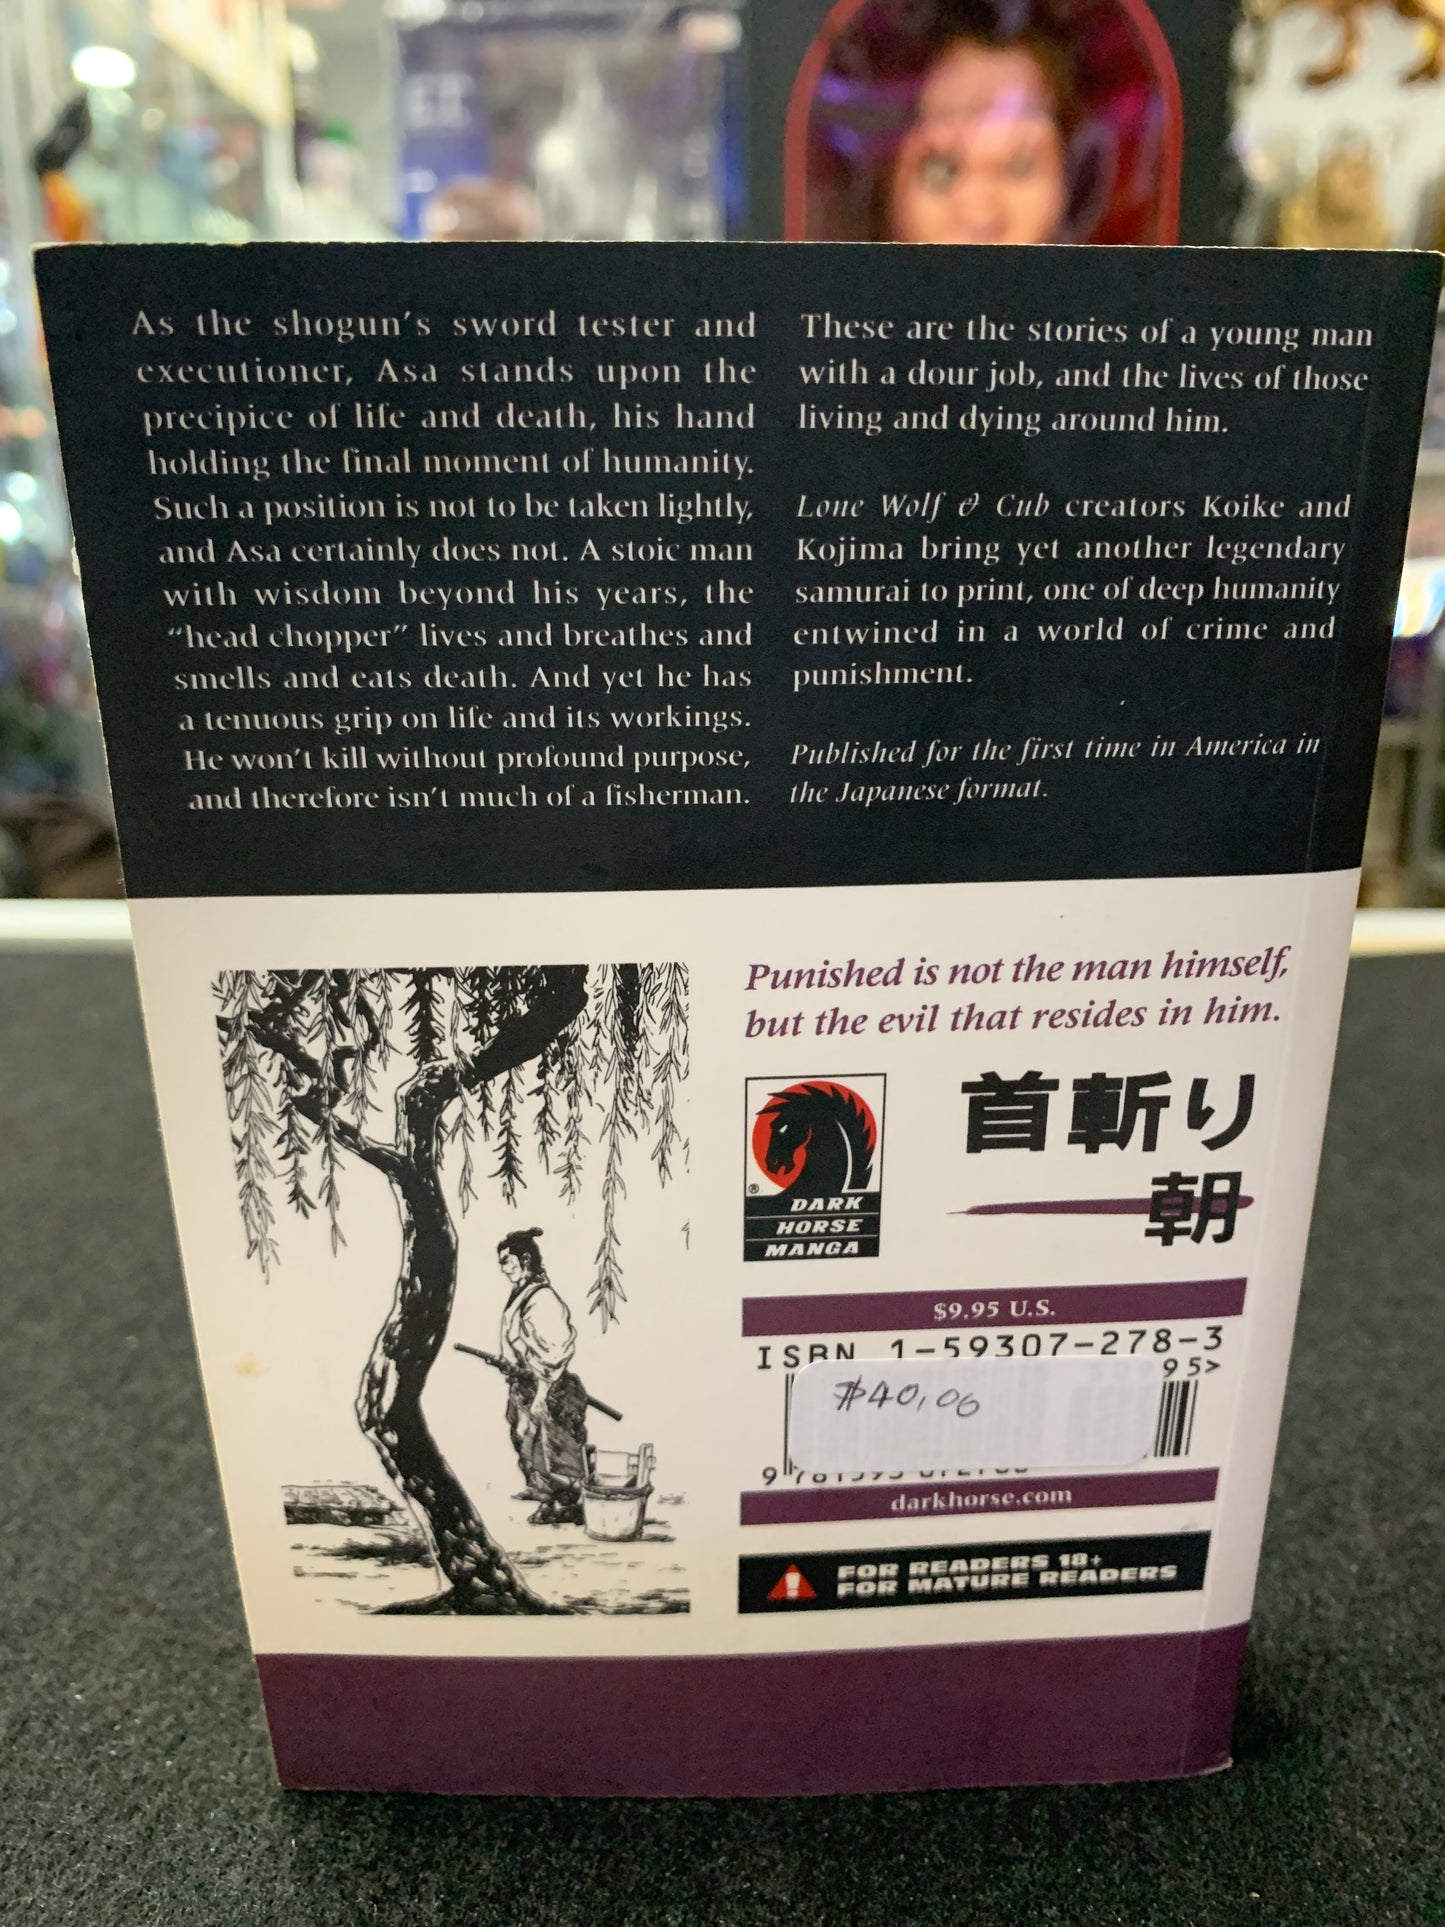 As the shogun's sword tester and
executioner, Asa stands upon the
precipice of life and death, his hand
holding the final moment of humanity.
Such a position is not to be taken lightly,
and Asa certainly does not. A stoic man
with wisdom beyond his years, the
“head chopper” lives and breathes and
smells and eats death. And yet he has
a tenuous grip on life and its workings.
He won't kill without profound purpose,
and therefore isn't much of a fisherman.
These are the stories of a young man
with a dour job, and the lives of those
living and dying around him.
Lone Wolf & Cub creators Koike and
Kojima bring yet another legendary
samurai to print, one of deep humanity
entwined in a world of crime and
punishment.
Published for the first time in America in
the Japanese format.
Punished is not the man himself,
but the evil that resides in him.
首斬り
朝
®
DARK
HORSE
MANGA
$9.95 U.S.
ISBN 1-59307-278-3
95>
$40,00
9
darkhorse.com
FOR READERS 18+
FOR MATURE READERS